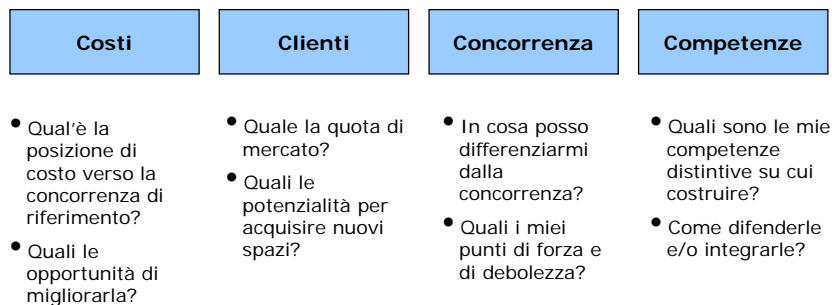 Costi
Clienti
Concorrenza
Competenze
• Qual'è la
posizione di
costo verso la
concorrenza di
riferimento?
• Quali le
opportunità di
migliorarla?
• Quale la quota di
mercato?
• Quali le
potenzialità per
acquisire nuovi
spazi?
• In cosa posso
differenziarmi
dalla
concorrenza?
• Quali i miei
punti di forza e
di debolezza?
• Quali sono le mie
competenze
distintive su cui
costruire?
• Come difenderle
e/o integrarle?